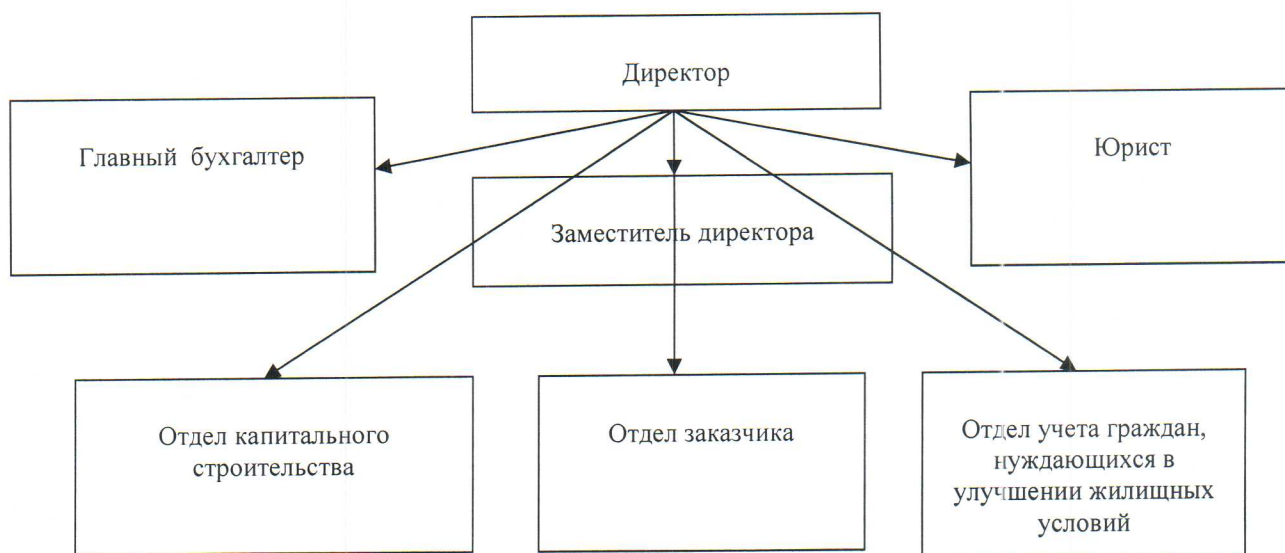 Директор
Главный бухгалтер
Юрист
Заместитель директора
Отдел капитального
строительства
Отдел заказчика
Отдел учета граждан,
нуждающихся в
улучшении жилищных
условий